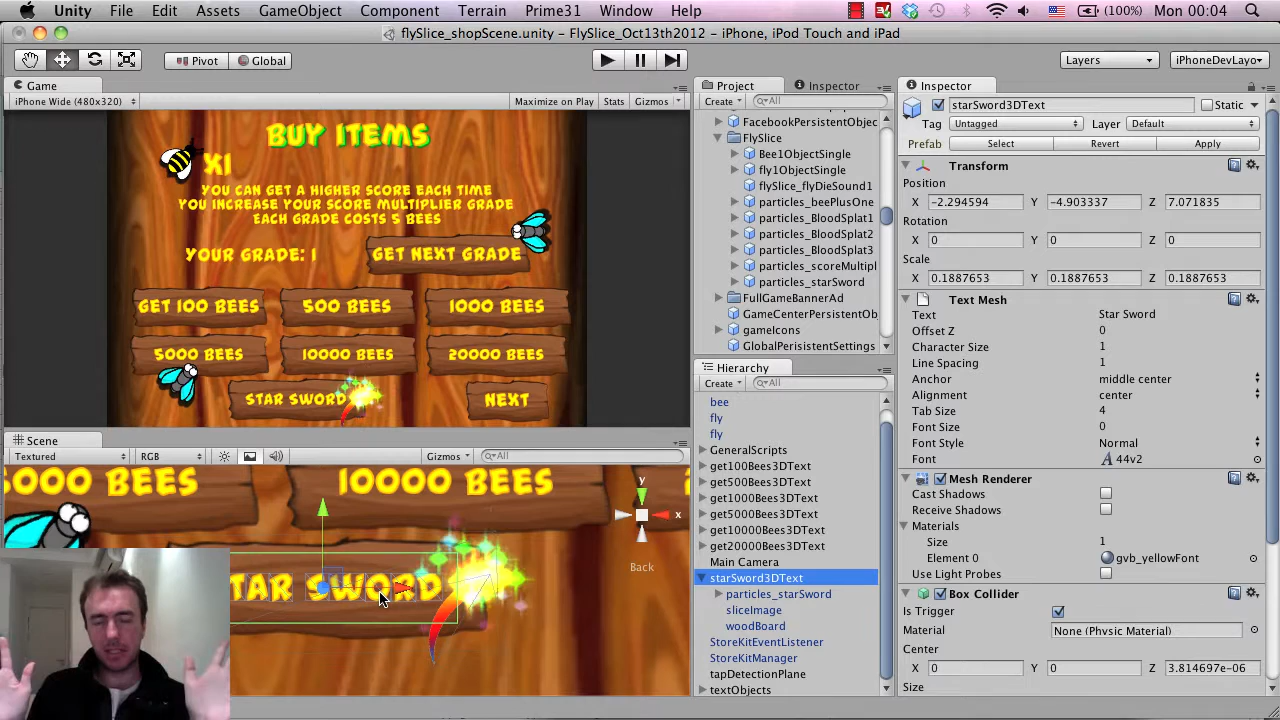 Unity File Edit Assets GameObject Component Terrain Prime31 Window Help (100%) Mon 00:04
flySlice_shopScene.unity – FlySlice_Oct13th2012 – iPhone, iPod Touch and iPad
Pivot Global Layers iPhoneDevLayo
Game
iPhone Wide (480x320) Maximize on Play Stats Gizmos
BUY ITEMS
X1
YOU CAN GET A HIGHER SCORE EACH TIME
YOU INCREASE YOUR SCORE MULTIPLIER GRADE
EACH GRADE COSTS 5 BEES
YOUR GRADE: 1 GET NEXT GRADE
GET 100 BEES 500 BEES 1000 BEES
5000 BEES 10000 BEES 20000 BEES
STAR SWORD NEXT
Scene
Textured RGB Gizmos All
5000 BEES 10000 BEES
STAR SWORD
y
x
Back
Project Inspector
Create All
FacebookPersistentObjec
FlySlice
Bee1ObjectSingle
fly1ObjectSingle
flySlice_flyDieSound1
particles_beePlusOne
particles_BloodSplat1
particles_BloodSplat2
particles_BloodSplat3
particles_scoreMultipl
particles_starSword
FullGameBannerAd
GameCenterPersistentOb
gameIcons
GlobalPerisistentSettings
Hierarchy
Create All
bee
fly
fly
GeneralScripts
get100Bees3DText
get500Bees3DText
get1000Bees3DText
get5000Bees3DText
get10000Bees3DText
get20000Bees3DText
Main Camera
starSword3DText
particles_starSword
sliceImage
woodBoard
StoreKitEventListener
StoreKitManager
tapDetectionPlane
textObjects
Inspector
starSword3DText Static
Tag Untagged Layer Default
Prefab Select Revert Apply
Transform
Position
X −2.294594 Y −4.903337 Z 7.071835
Rotation
X 0 Y 0 Z 0
Scale
X 0.1887653 Y 0.1887653 Z 0.1887653
Text Mesh
Text Star Sword
Offset Z 0
Character Size 1
Line Spacing 1
Anchor middle center
Alignment center
Tab Size 4
Font Size 0
Font Style Normal
Font 44v2
Mesh Renderer
Cast Shadows
Receive Shadows
Materials
Size 1
Element 0 gvb_yellowFont
Use Light Probes
Box Collider
Is Trigger
Material None (Physic Material)
Center
X 0 Y 0 Z 3.814697e-06
Size